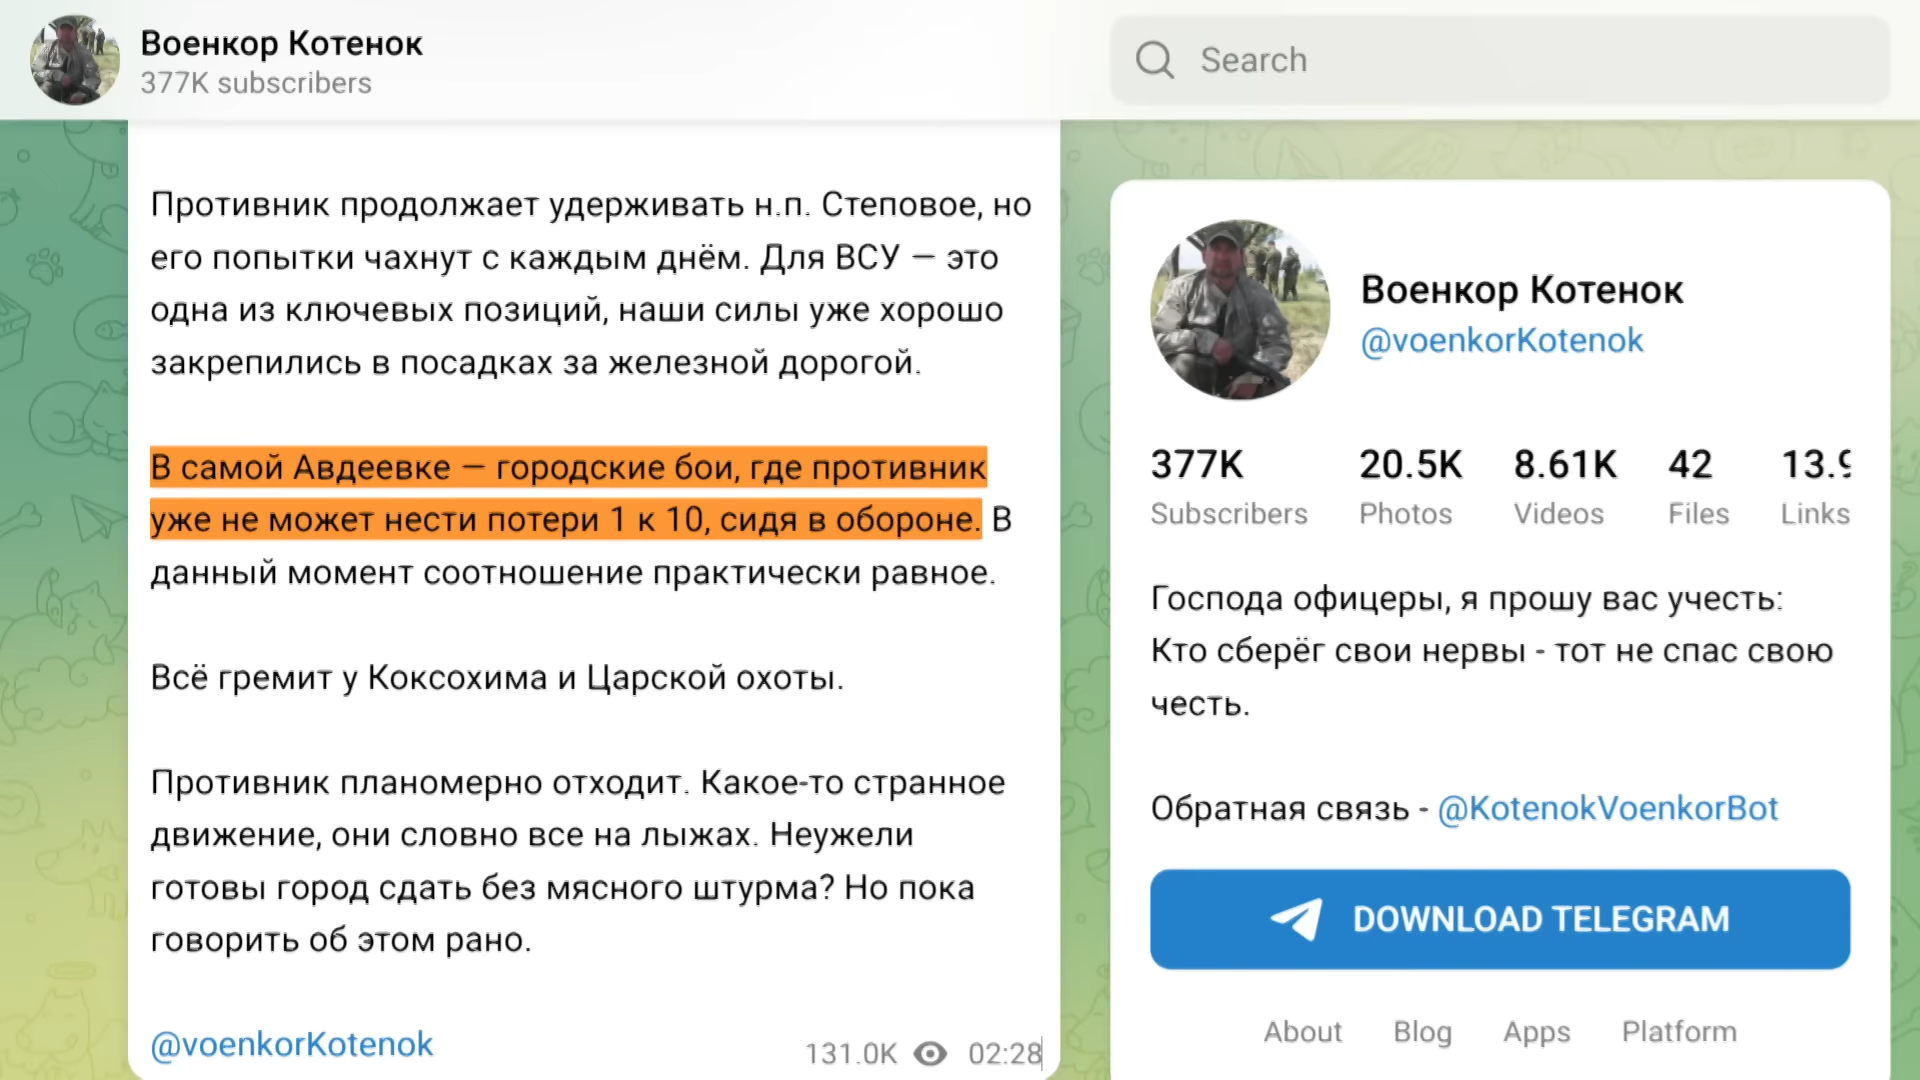 Военкор Котенок
377K subscribers
Search
Противник продолжает удерживать н.п. Степовое, но
его попытки чахнут с каждым днём. Для ВСУ — это
одна из ключевых позиций, наши силы уже хорошо
закрепились в посадках за железной дорогой.
В самой Авдеевке — городские бои, где противник
уже не может нести потери 1 к 10, сидя в обороне. В
данный момент соотношение практически равное.
Всё гремит у Коксохима и Царской охоты.
Противник планомерно отходит. Какое-то странное
движение, они словно все на лыжах. Неужели
готовы город сдать без мясного штурма? Но пока
говорить об этом рано.
@voenkorKotenok
131.0K 02:28
Военкор Котенок
@voenkorKotenok
377K 20.5K 8.61K 42
Subscribers Photos Videos Files Links
Господа офицеры, я прошу вас учесть:
Кто сберёг свои нервы - тот не спас свою
честь.
Обратная связь - @KotenokVoenkorBot
DOWNLOAD TELEGRAM
About Blog Apps Platform